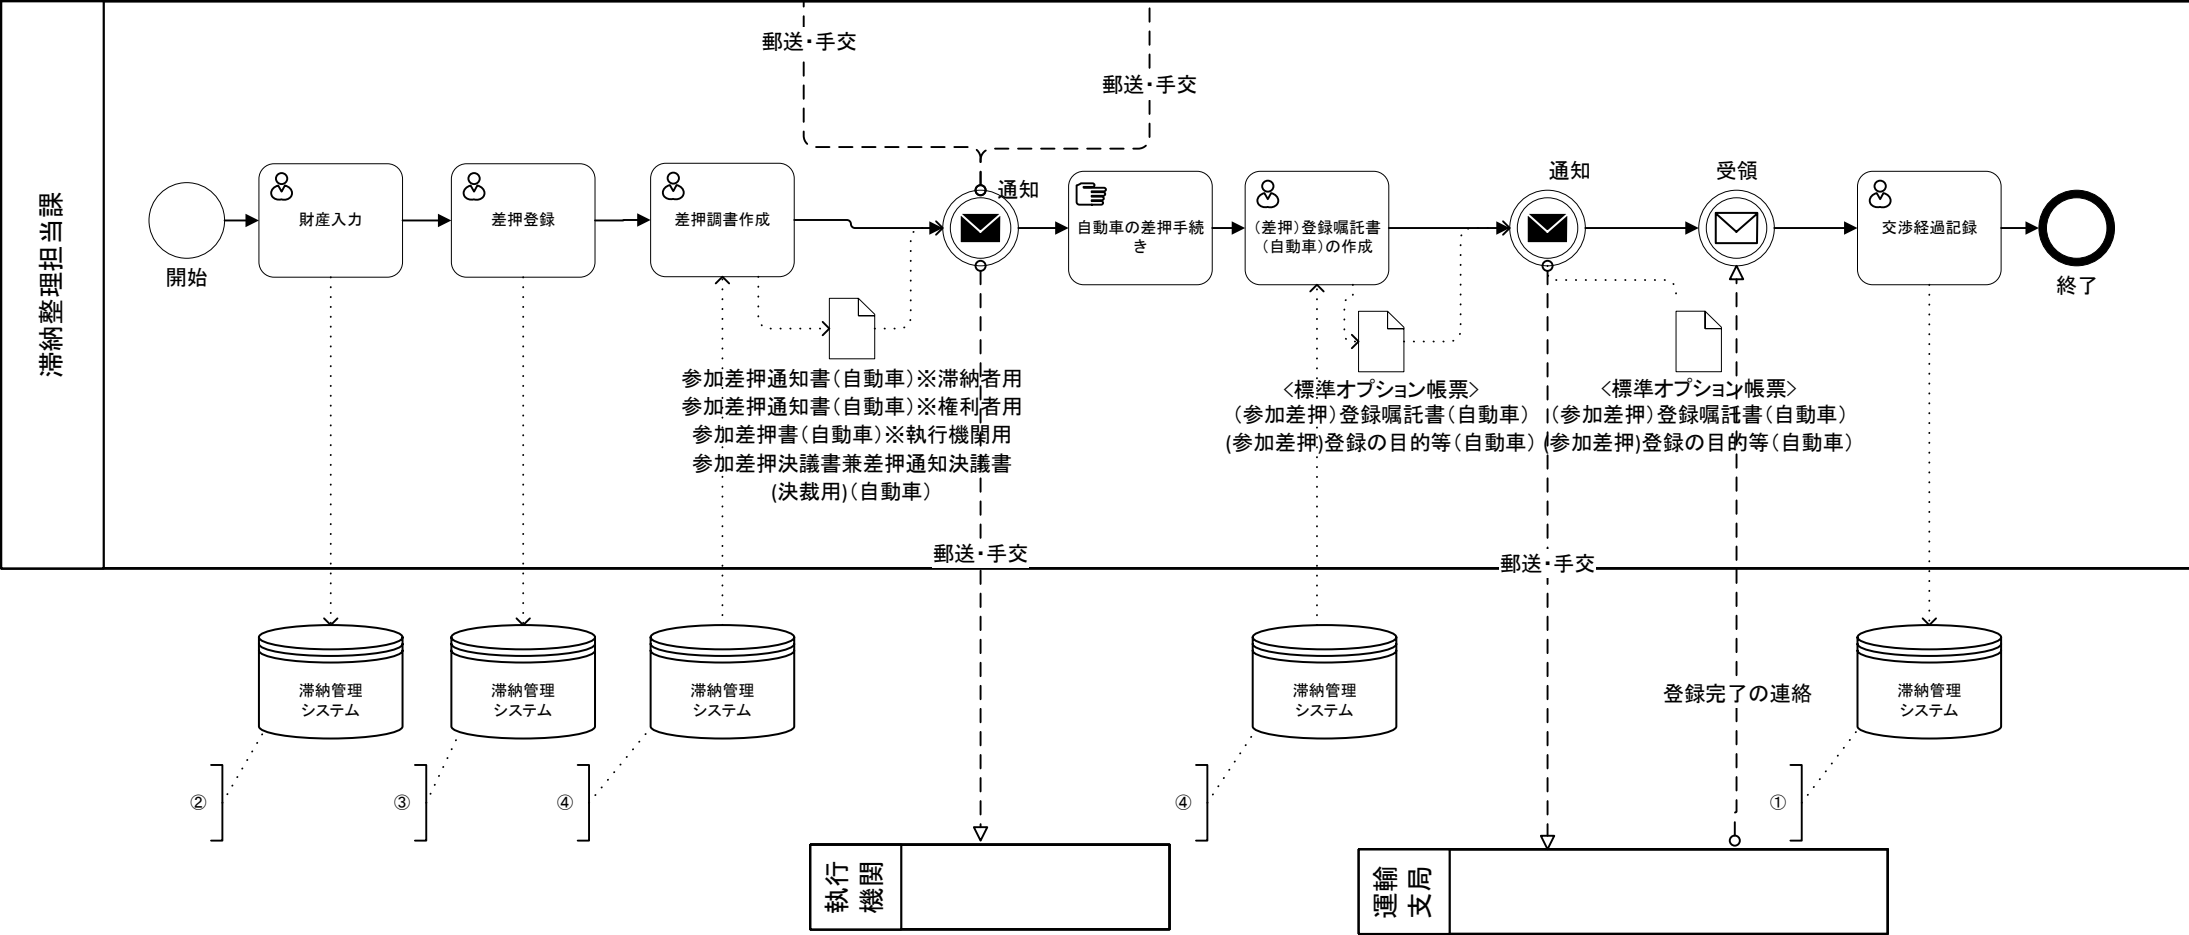 郵送・手交
郵送・手交
滞納整理担当課
開始
財産入力
差押登録
差押調書作成
通知
自動車の差押手続
き
（差押）登録嘱託書
（自動車）の作成
通知
受領
交渉経過記録
終了
参加差押通知書（自動車）※滞納者用
参加差押通知書（自動車）※権利者用
参加差押書（自動車）※執行機関用
参加差押決議書兼差押通知決議書
(決裁用)（自動車）
<標準オプション帳票>
（参加差押）登録嘱託書（自動車）
(参加差押)登録の目的等（自動車）
<標準オプション帳票>
（参加差押）登録嘱託書（自動車）
(参加差押)登録の目的等（自動車）
郵送・手交
郵送・手交
滞納管理
システム
滞納管理
システム
滞納管理
システム
滞納管理
システム
登録完了の連絡
滞納管理
システム
②
③
④
④
①
執行
機関
運輸
支局